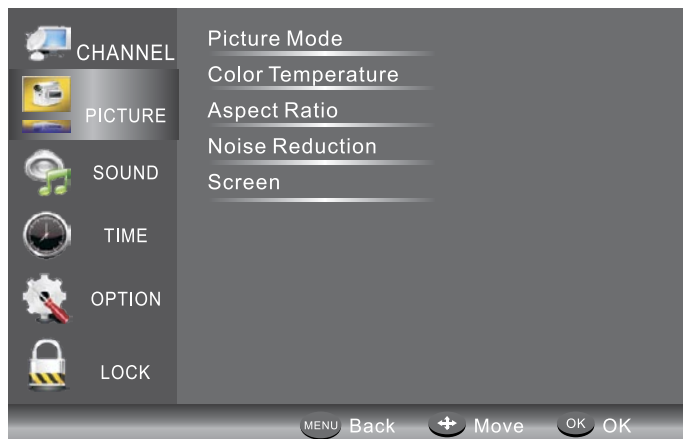 CHANNEL
PICTURE
SOUND
TIME
OPTION
LOCK
Picture Mode
Color Temperature
Aspect Ratio
Noise Reduction
Screen
MENU Back Move OK OK